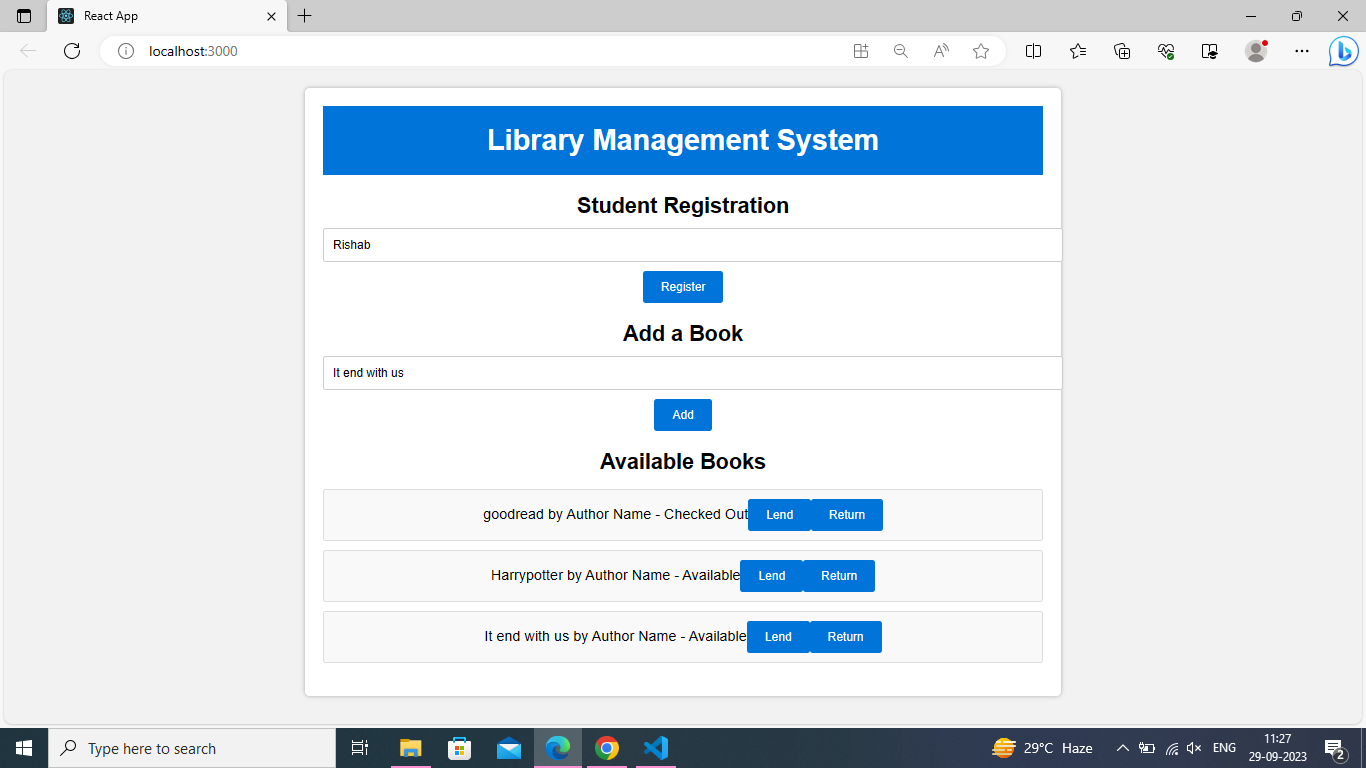 React App
localhost:3000
Library Management System
Student Registration
Rishab
Register
Add a Book
It end with us
Add
Available Books
goodread by Author Name - Checked Out Lend Return
Harrypotter by Author Name - Available Lend Return
It end with us by Author Name - Available Lend Return
Type here to search
29°C Haze
ENG
11:27
29-09-2023
2